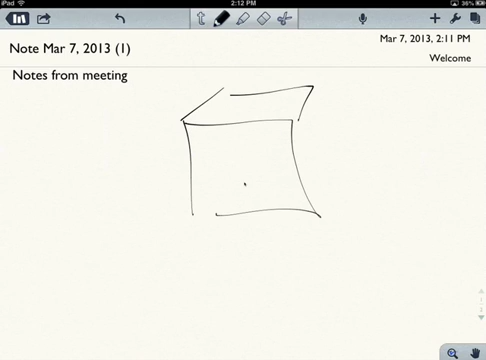 iPad
2:12 PM
36%
Note Mar 7, 2013 (1)
Mar 7, 2013, 2:11 PM
Welcome
Notes from meeting